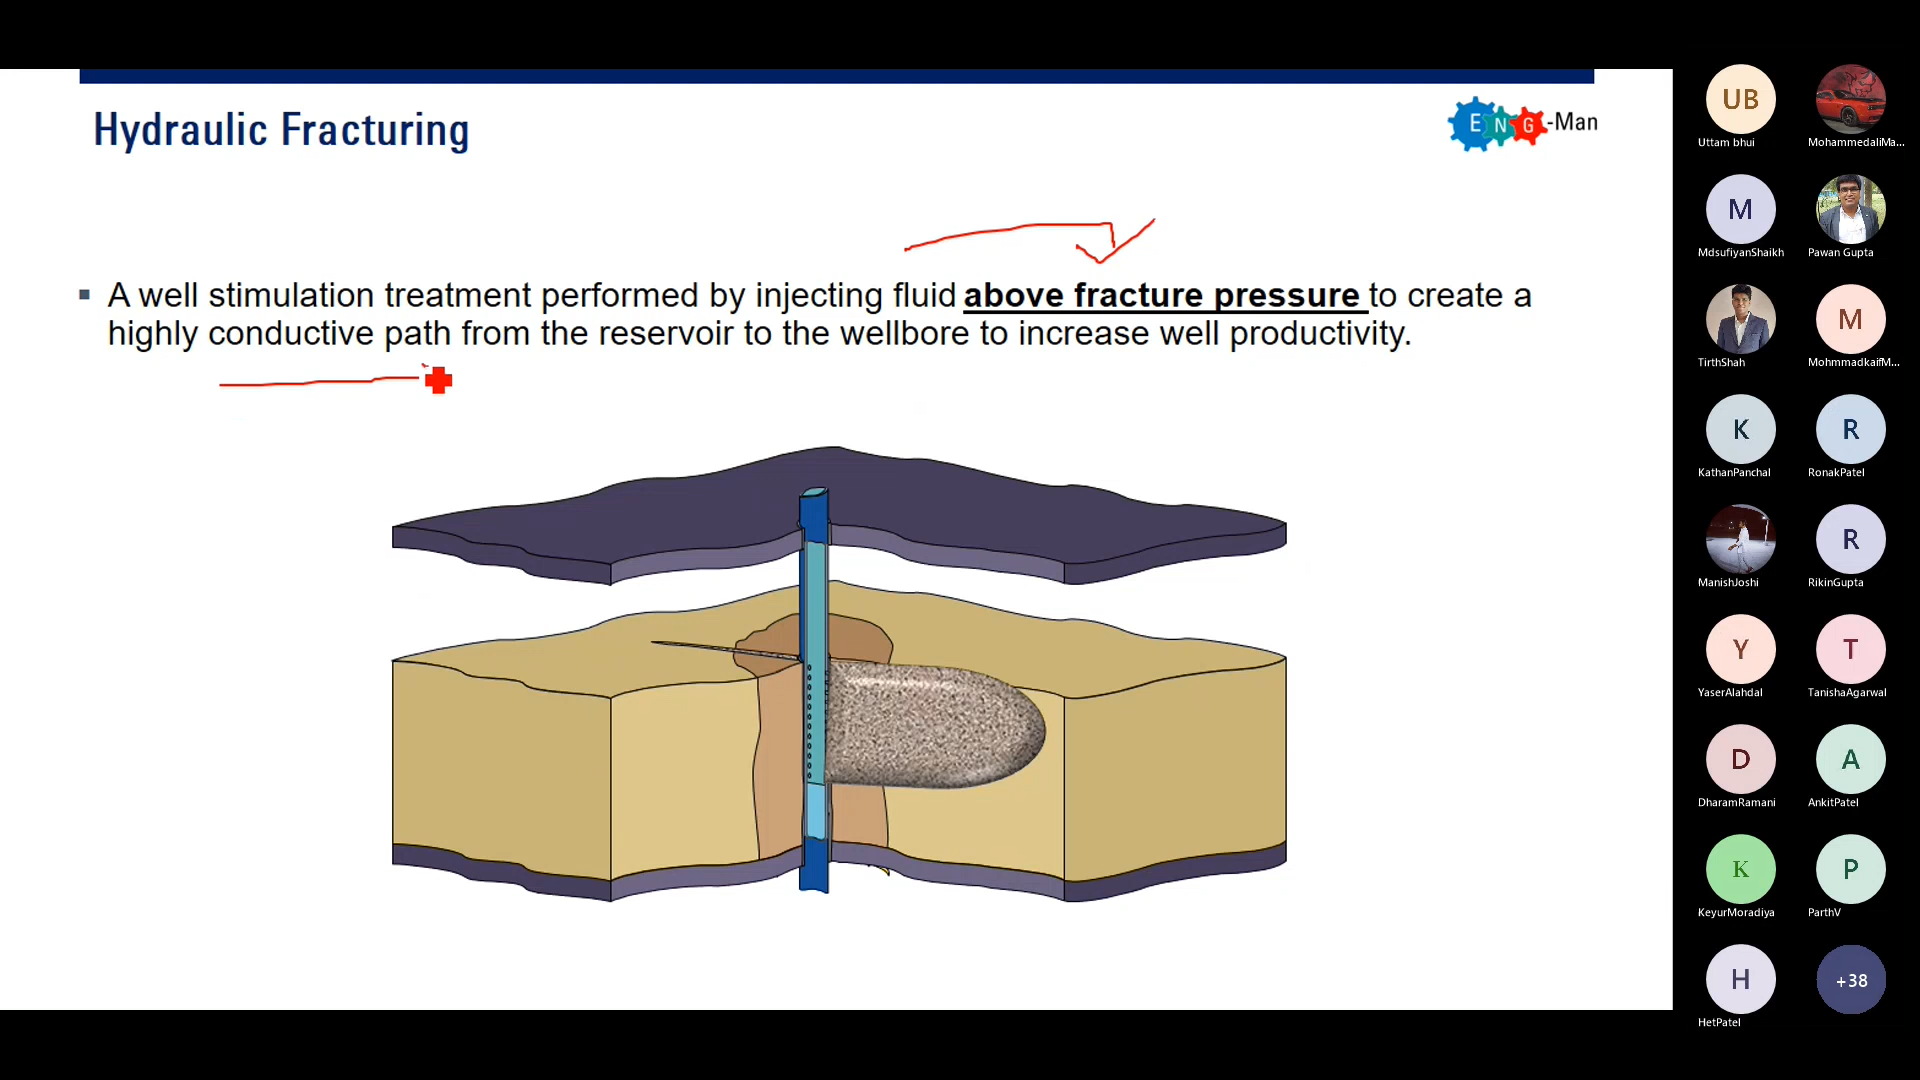 Hydraulic Fracturing
ENG-Man
▪ A well stimulation treatment performed by injecting fluid above fracture pressure to create a
highly conductive path from the reservoir to the wellbore to increase well productivity.
UB
Uttam bhui
MohammedaliMa...
M
MdsufiyanShaikh
Pawan Gupta
TirthShah
M
MohmmadkaifM...
K
KathanPanchal
R
RonakPatel
ManishJoshi
R
RikinGupta
Y
YaserAlahdal
T
TanishaAgarwal
D
DharamRamani
A
AnkitPatel
K
KeyurMoradiya
P
ParthV
H
HetPatel
+38